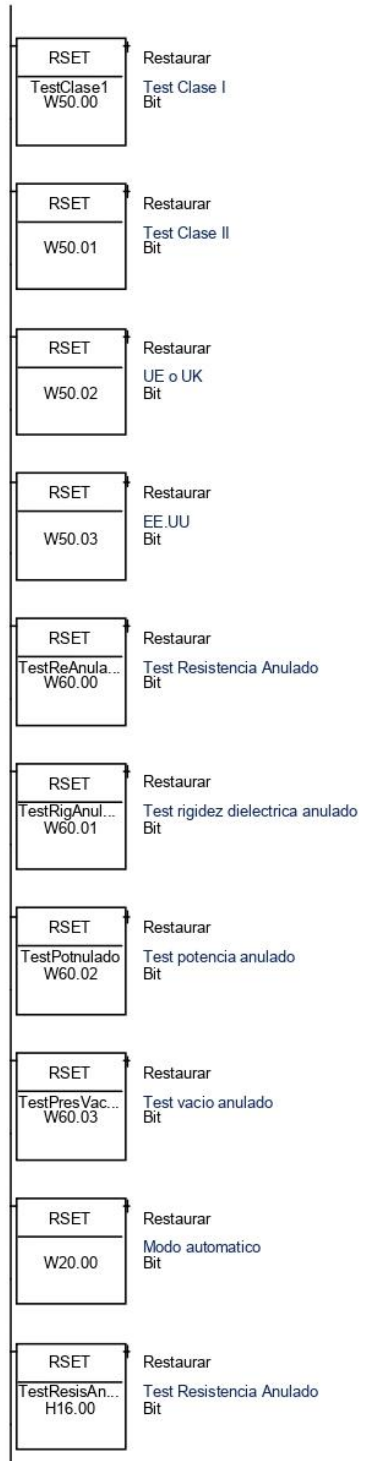 RSET Restaurar
TestClase1 Test Clase I
W50.00 Bit
RSET Restaurar
Test Clase II
W50.01 Bit
RSET Restaurar
UE o UK
W50.02 Bit
RSET Restaurar
EE.UU
W50.03 Bit
RSET Restaurar
TestReAnula... Test Resistencia Anulado
W60.00 Bit
RSET Restaurar
TestRigAnul... Test rigidez dielectrica anulado
W60.01 Bit
RSET Restaurar
TestPotnulado Test potencia anulado
W60.02 Bit
RSET Restaurar
TestPresVac... Test vacio anulado
W60.03 Bit
RSET Restaurar
Modo automatico
W20.00 Bit
RSET Restaurar
TestResisAn... Test Resistencia Anulado
H16.00 Bit